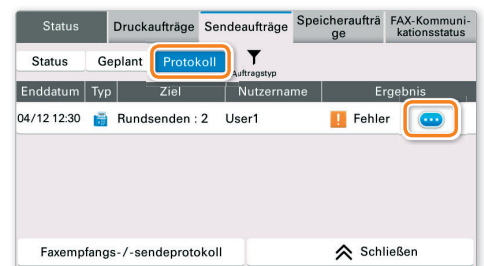 Status Druckaufträge Sendeaufträge Speicheraufträ FAX-Kommuni-
ge kationsstatus
Status Geplant Protokoll
Auftragstyp
Enddatum Typ Ziel Nutzername Ergebnis
04/12 12:30 Rundsenden : 2 User1 Fehler
Faxempfangs-/-sendeprotokoll Schließen